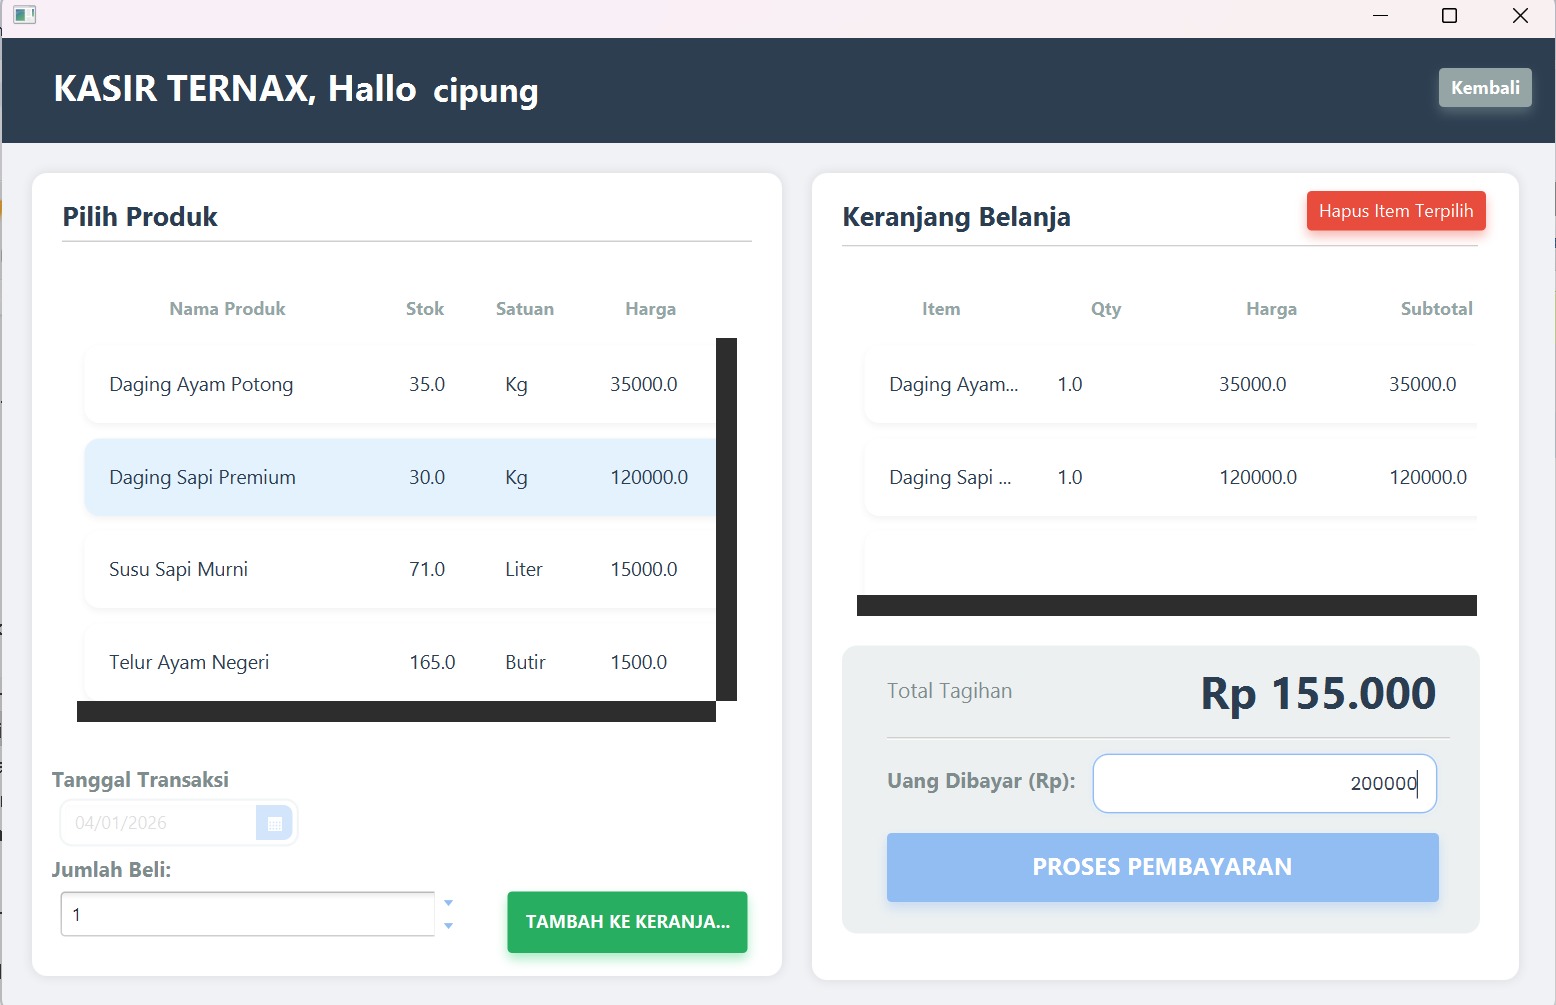 KASIR TERNAX, Hallo cipung
Kembali
Pilih Produk
Nama Produk Stok Satuan Harga
Daging Ayam Potong 35.0 Kg 35000.0
Daging Sapi Premium 30.0 Kg 120000.0
Susu Sapi Murni 71.0 Liter 15000.0
Telur Ayam Negeri 165.0 Butir 1500.0
Tanggal Transaksi
04/01/2026
Jumlah Beli:
1
TAMBAH KE KERANJA...
Keranjang Belanja
Hapus Item Terpilih
Item Qty Harga Subtotal
Daging Ayam... 1.0 35000.0 35000.0
Daging Sapi ... 1.0 120000.0 120000.0
Total Tagihan Rp 155.000
Uang Dibayar (Rp): 200000
PROSES PEMBAYARAN